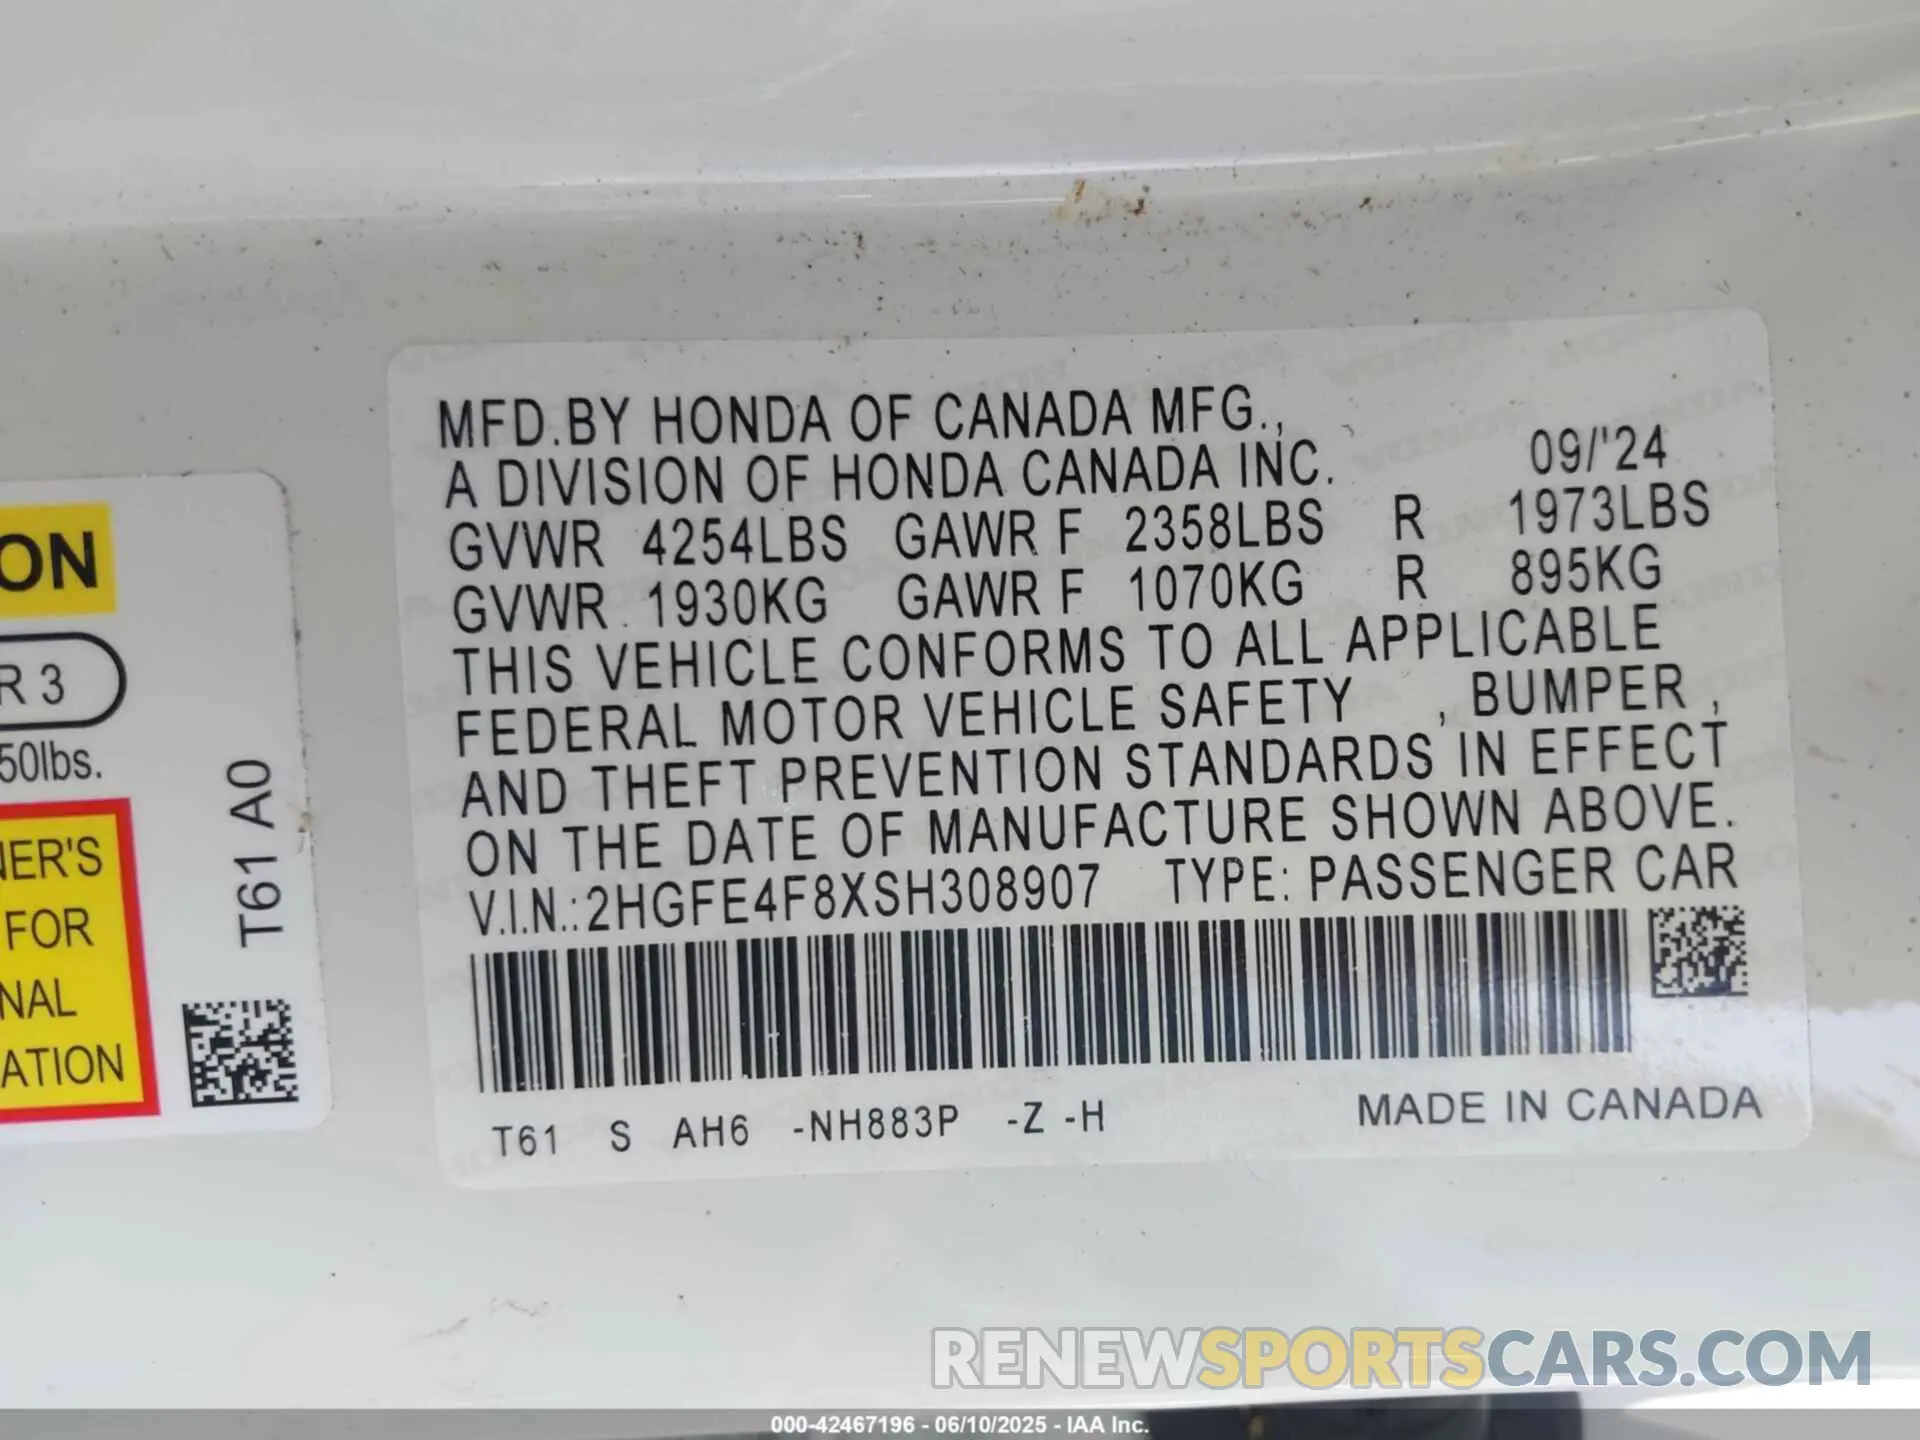 ON
R 3
50lbs.
T61 A0
NER'S
FOR
NAL
ATION
MFD.BY HONDA OF CANADA MFG.,
A DIVISION OF HONDA CANADA INC. 09/'24
GVWR 4254LBS GAWR F 2358LBS R 1973LBS
GVWR 1930KG GAWR F 1070KG R 895KG
THIS VEHICLE CONFORMS TO ALL APPLICABLE
FEDERAL MOTOR VEHICLE SAFETY , BUMPER ,
AND THEFT PREVENTION STANDARDS IN EFFECT
ON THE DATE OF MANUFACTURE SHOWN ABOVE.
V.I.N.:2HGFE4F8XSH308907 TYPE: PASSENGER CAR
T61 S AH6 -NH883P -Z -H MADE IN CANADA
RENEWSPORTSCARS.COM
000-42467196 - 06/10/2025 - IAA Inc.